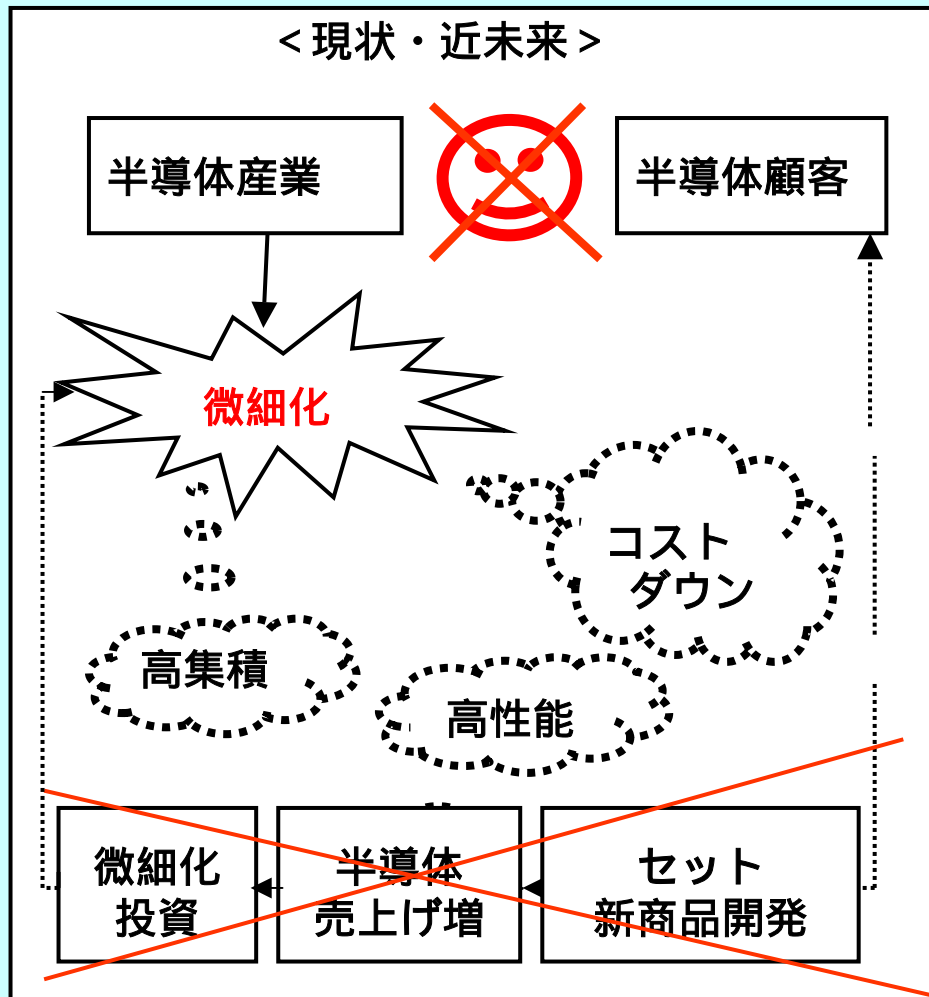 <現状・近未来>
半導体産業
半導体顧客
微細化
コスト
ダウン
高集積
高性能
微細化
投資
半導体
売上げ増
セット
新商品開発